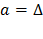 a = Δ